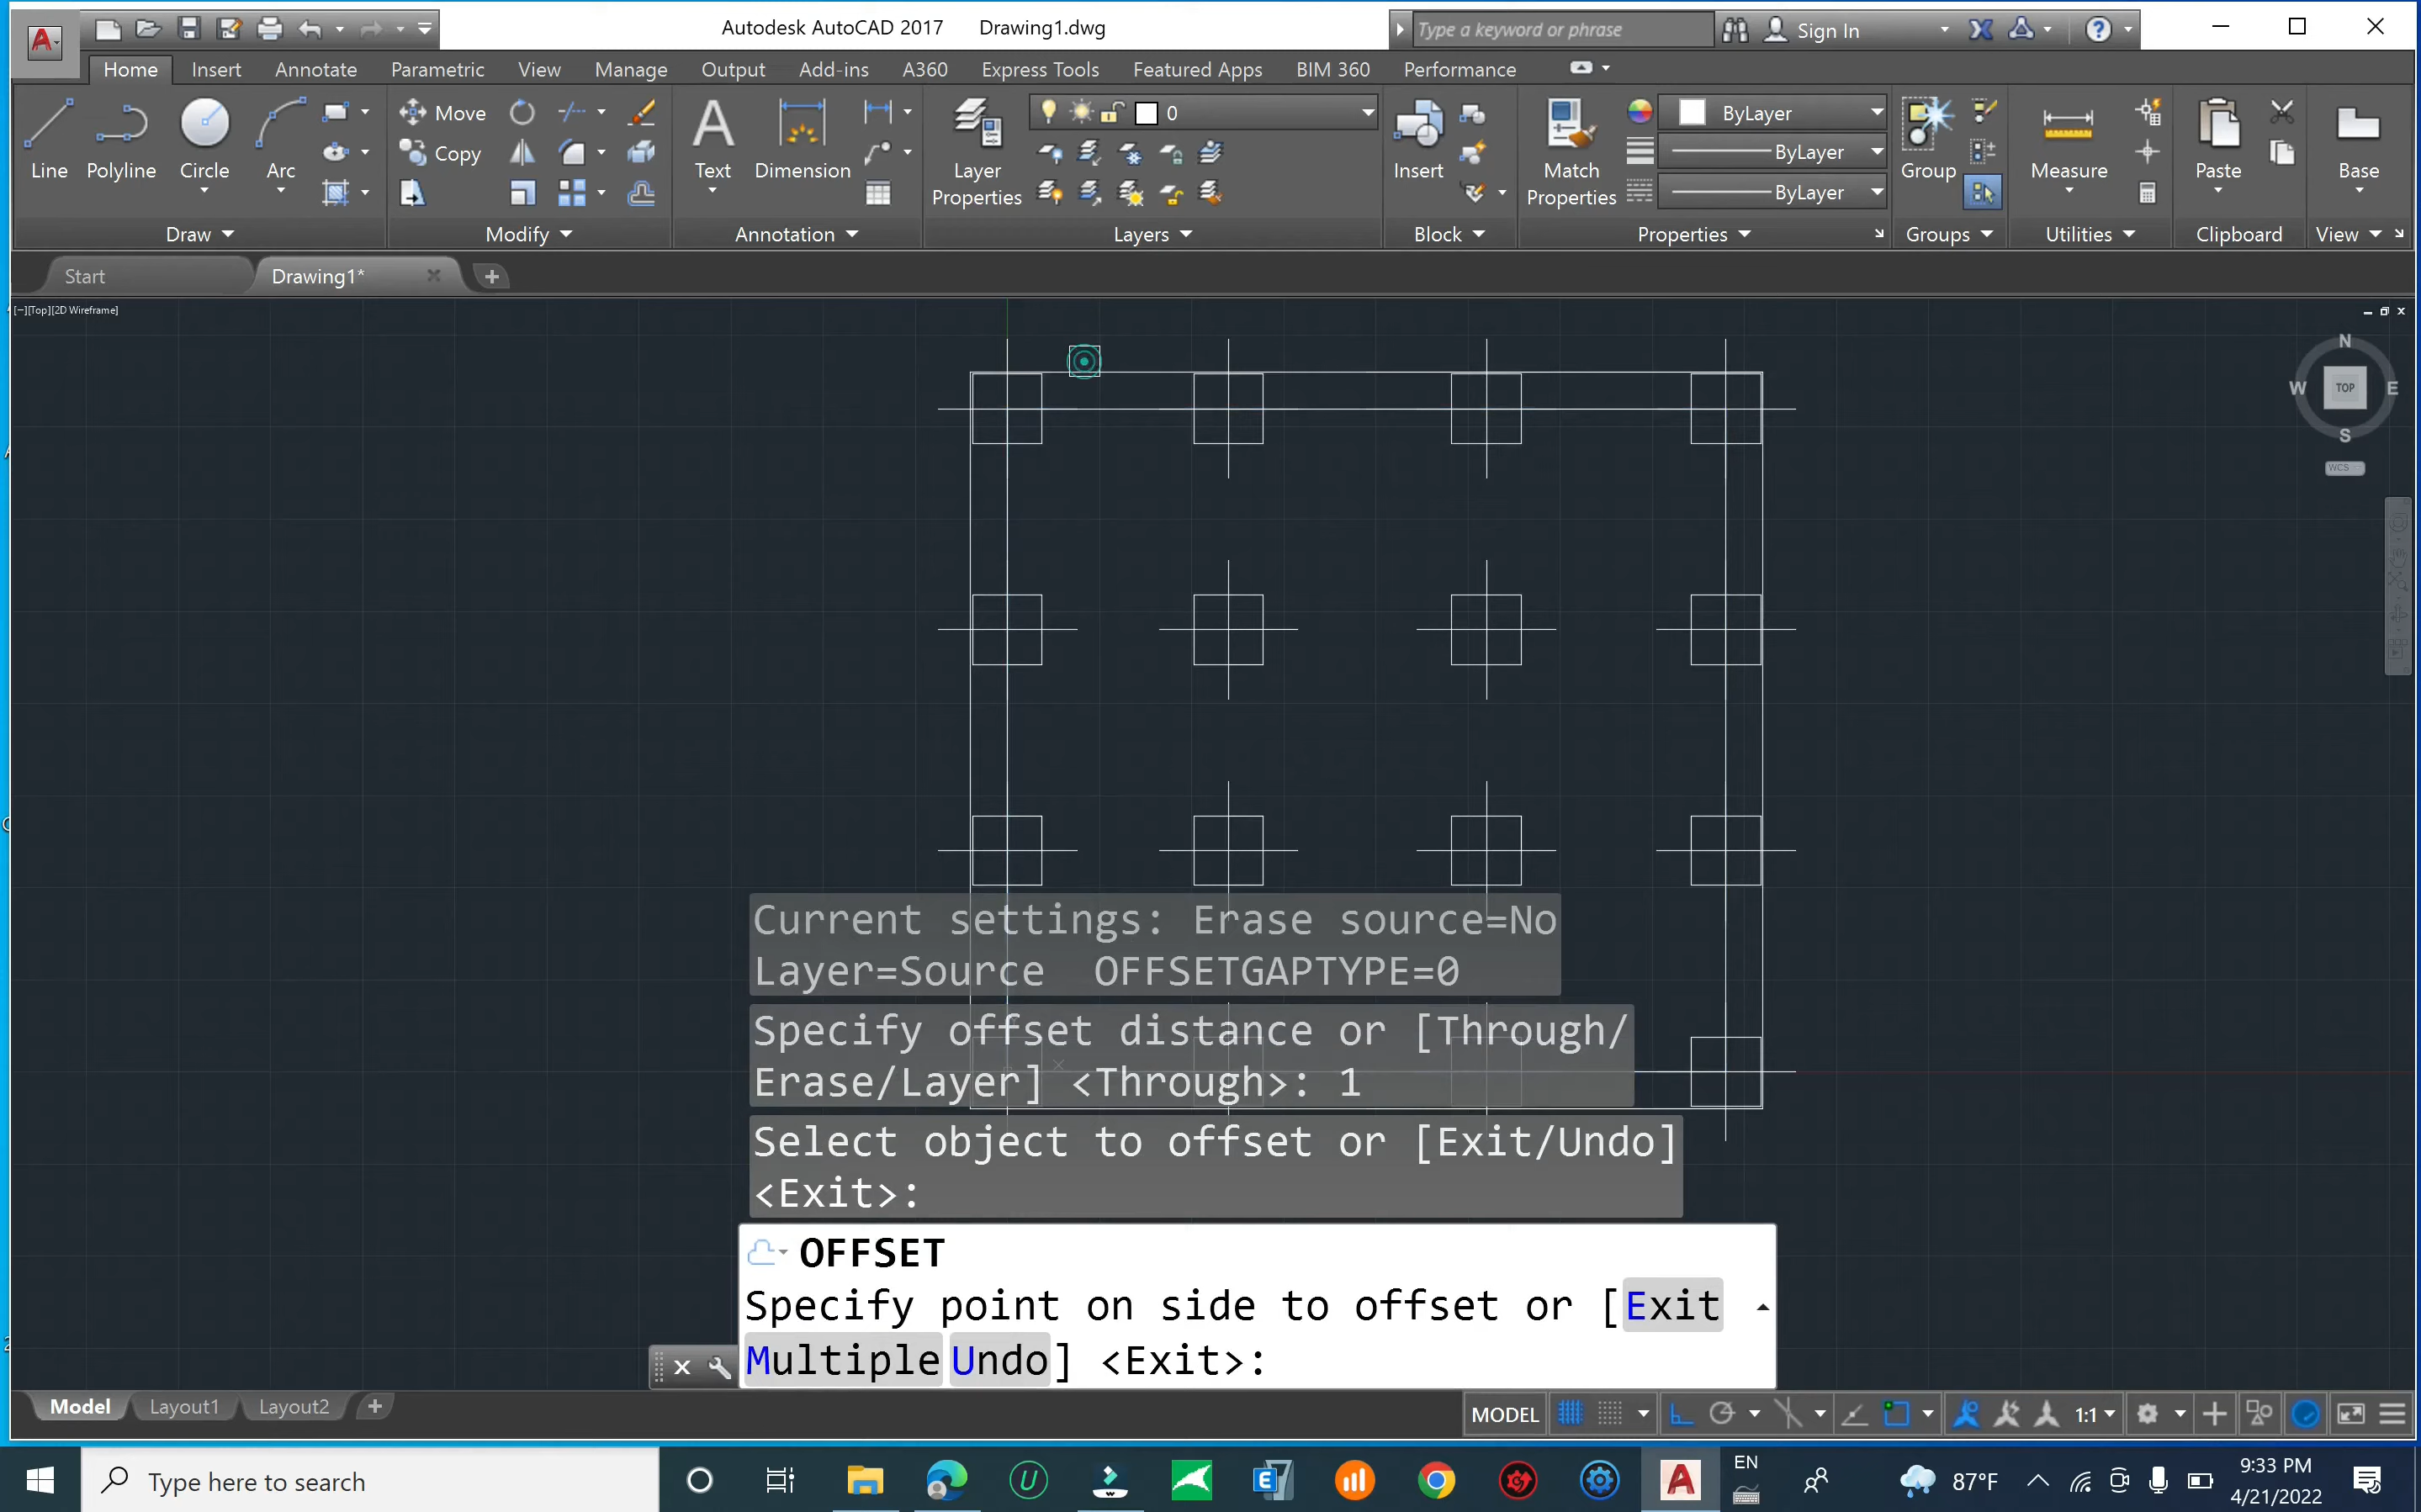 Autodesk AutoCAD 2017 Drawing1.dwg
Type a keyword or phrase
Sign In
Home Insert Annotate Parametric View Manage Output Add-ins A360 Express Tools Featured Apps BIM 360 Performance
Line Polyline Circle Arc
Move
Copy
Text Dimension
Layer
Properties
0
Insert
Match
Properties
ByLayer
ByLayer
ByLayer
Group
Measure
Paste
Base
Draw Modify Annotation Layers Block Properties Groups Utilities Clipboard View
Start Drawing1*
[−][Top][2D Wireframe]
N
W TOP E
S
WCS
Current settings: Erase source=No
Layer=Source OFFSETGAPTYPE=0
Specify offset distance or [Through/
Erase/Layer] <Through>: 1
Select object to offset or [Exit/Undo]
<Exit>:
OFFSET
Specify point on side to offset or [Exit
Multiple Undo] <Exit>:
Model Layout1 Layout2
MODEL 1:1
Type here to search
EN
87°F
9:33 PM
4/21/2022